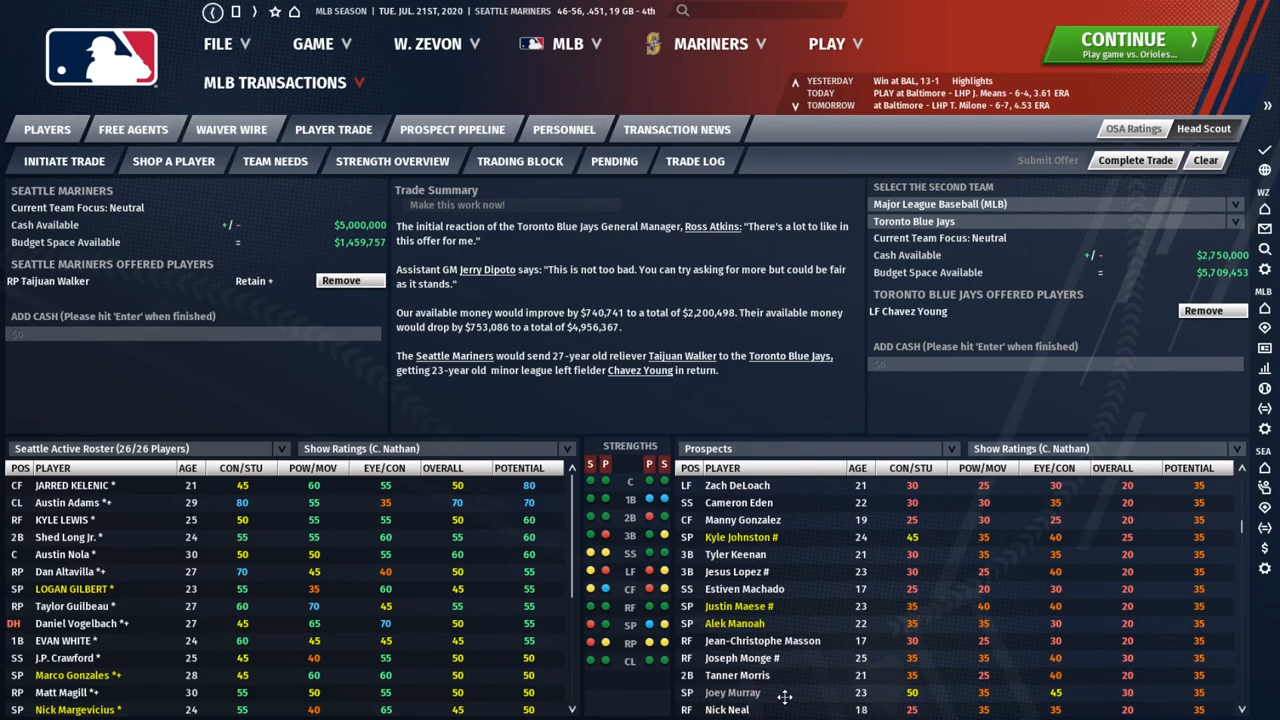 MLB SEASON | TUE. JUL. 21ST, 2020 | SEATTLE MARINERS 46-56, .451, 19 GB - 4th
FILE GAME W. ZEVON MLB MARINERS PLAY
CONTINUE
Play game vs. Orioles...
MLB TRANSACTIONS
YESTERDAY Win at BAL, 13-1 Highlights
TODAY PLAY at Baltimore - LHP J. Means - 6-4, 3.61 ERA
TOMORROW at Baltimore - LHP T. Milone - 6-7, 4.53 ERA
PLAYERS FREE AGENTS WAIVER WIRE PLAYER TRADE PROSPECT PIPELINE PERSONNEL TRANSACTION NEWS OSA Ratings Head Scout
INITIATE TRADE SHOP A PLAYER TEAM NEEDS STRENGTH OVERVIEW TRADING BLOCK PENDING TRADE LOG Submit Offer Complete Trade Clear
SEATTLE MARINERS
Current Team Focus: Neutral
Cash Available +/- $5,000,000
Budget Space Available = $1,459,757
SEATTLE MARINERS OFFERED PLAYERS
RP Taijuan Walker Retain + Remove
ADD CASH (Please hit 'Enter' when finished)
$0
Trade Summary
Make this work now!
The initial reaction of the Toronto Blue Jays General Manager, Ross Atkins: "There's a lot to like
in this offer for me."
Assistant GM Jerry Dipoto says: "This is not too bad. You can try asking for more but could be fair
as it stands."
Our available money would improve by $740,741 to a total of $2,200,498. Their available money
would drop by $753,086 to a total of $4,956,367.
The Seattle Mariners would send 27-year old reliever Taijuan Walker to the Toronto Blue Jays,
getting 23-year old minor league left fielder Chavez Young in return.
SELECT THE SECOND TEAM
Major League Baseball (MLB)
Toronto Blue Jays
Current Team Focus: Neutral
Cash Available +/- $2,750,000
Budget Space Available = $5,709,453
TORONTO BLUE JAYS OFFERED PLAYERS
LF Chavez Young Remove
ADD CASH (Please hit 'Enter' when finished)
$0
Seattle Active Roster (26/26 Players) Show Ratings (C. Nathan)
POS PLAYER AGE CON/STU POW/MOV EYE/CON OVERALL POTENTIAL
CF JARRED KELENIC * 21 45 60 55 50 80
CL Austin Adams *+ 29 80 55 35 70 70
RF KYLE LEWIS * 25 50 55 55 50 60
2B Shed Long Jr. * 24 55 55 60 55 60
C Austin Nola * 30 50 50 55 60 60
RP Dan Altavilla *+ 27 70 45 40 50 55
SP LOGAN GILBERT * 23 55 35 60 45 55
RP Taylor Guilbeau * 27 60 70 45 55 55
DH Daniel Vogelbach *+ 27 45 65 70 50 55
1B EVAN WHITE * 24 60 45 45 45 55
SS J.P. Crawford * 25 45 40 55 50 50
SP Marco Gonzales *+ 28 45 60 60 50 50
RP Matt Magill *+ 30 55 50 55 50 50
SP Nick Margevicius * 24 55 40 65 45 50
STRENGTHS
S P P S
C
1B
2B
3B
SS
LF
CF
RF
SP
RP
CL
Prospects Show Ratings (C. Nathan)
POS PLAYER AGE CON/STU POW/MOV EYE/CON OVERALL POTENTIAL
LF Zach DeLoach 21 30 25 30 20 35
SS Cameron Eden 22 30 30 35 20 35
CF Manny Gonzalez 19 25 30 25 20 35
SP Kyle Johnston # 24 45 35 40 30 35
3B Tyler Keenan 21 30 35 35 20 35
3B Jesus Lopez # 23 30 25 40 20 35
SS Estiven Machado 17 25 20 30 20 35
SP Justin Maese # 23 35 40 40 20 35
SP Alek Manoah 22 35 35 35 20 35
RF Jean-Christophe Masson 17 30 25 30 20 35
RF Joseph Monge # 25 35 35 40 30 35
2B Tanner Morris 21 35 25 40 20 35
SP Joey Murray 23 50 35 45 30 35
RF Nick Neal 18 25 35 35 20 35
WZ
MLB
SEA